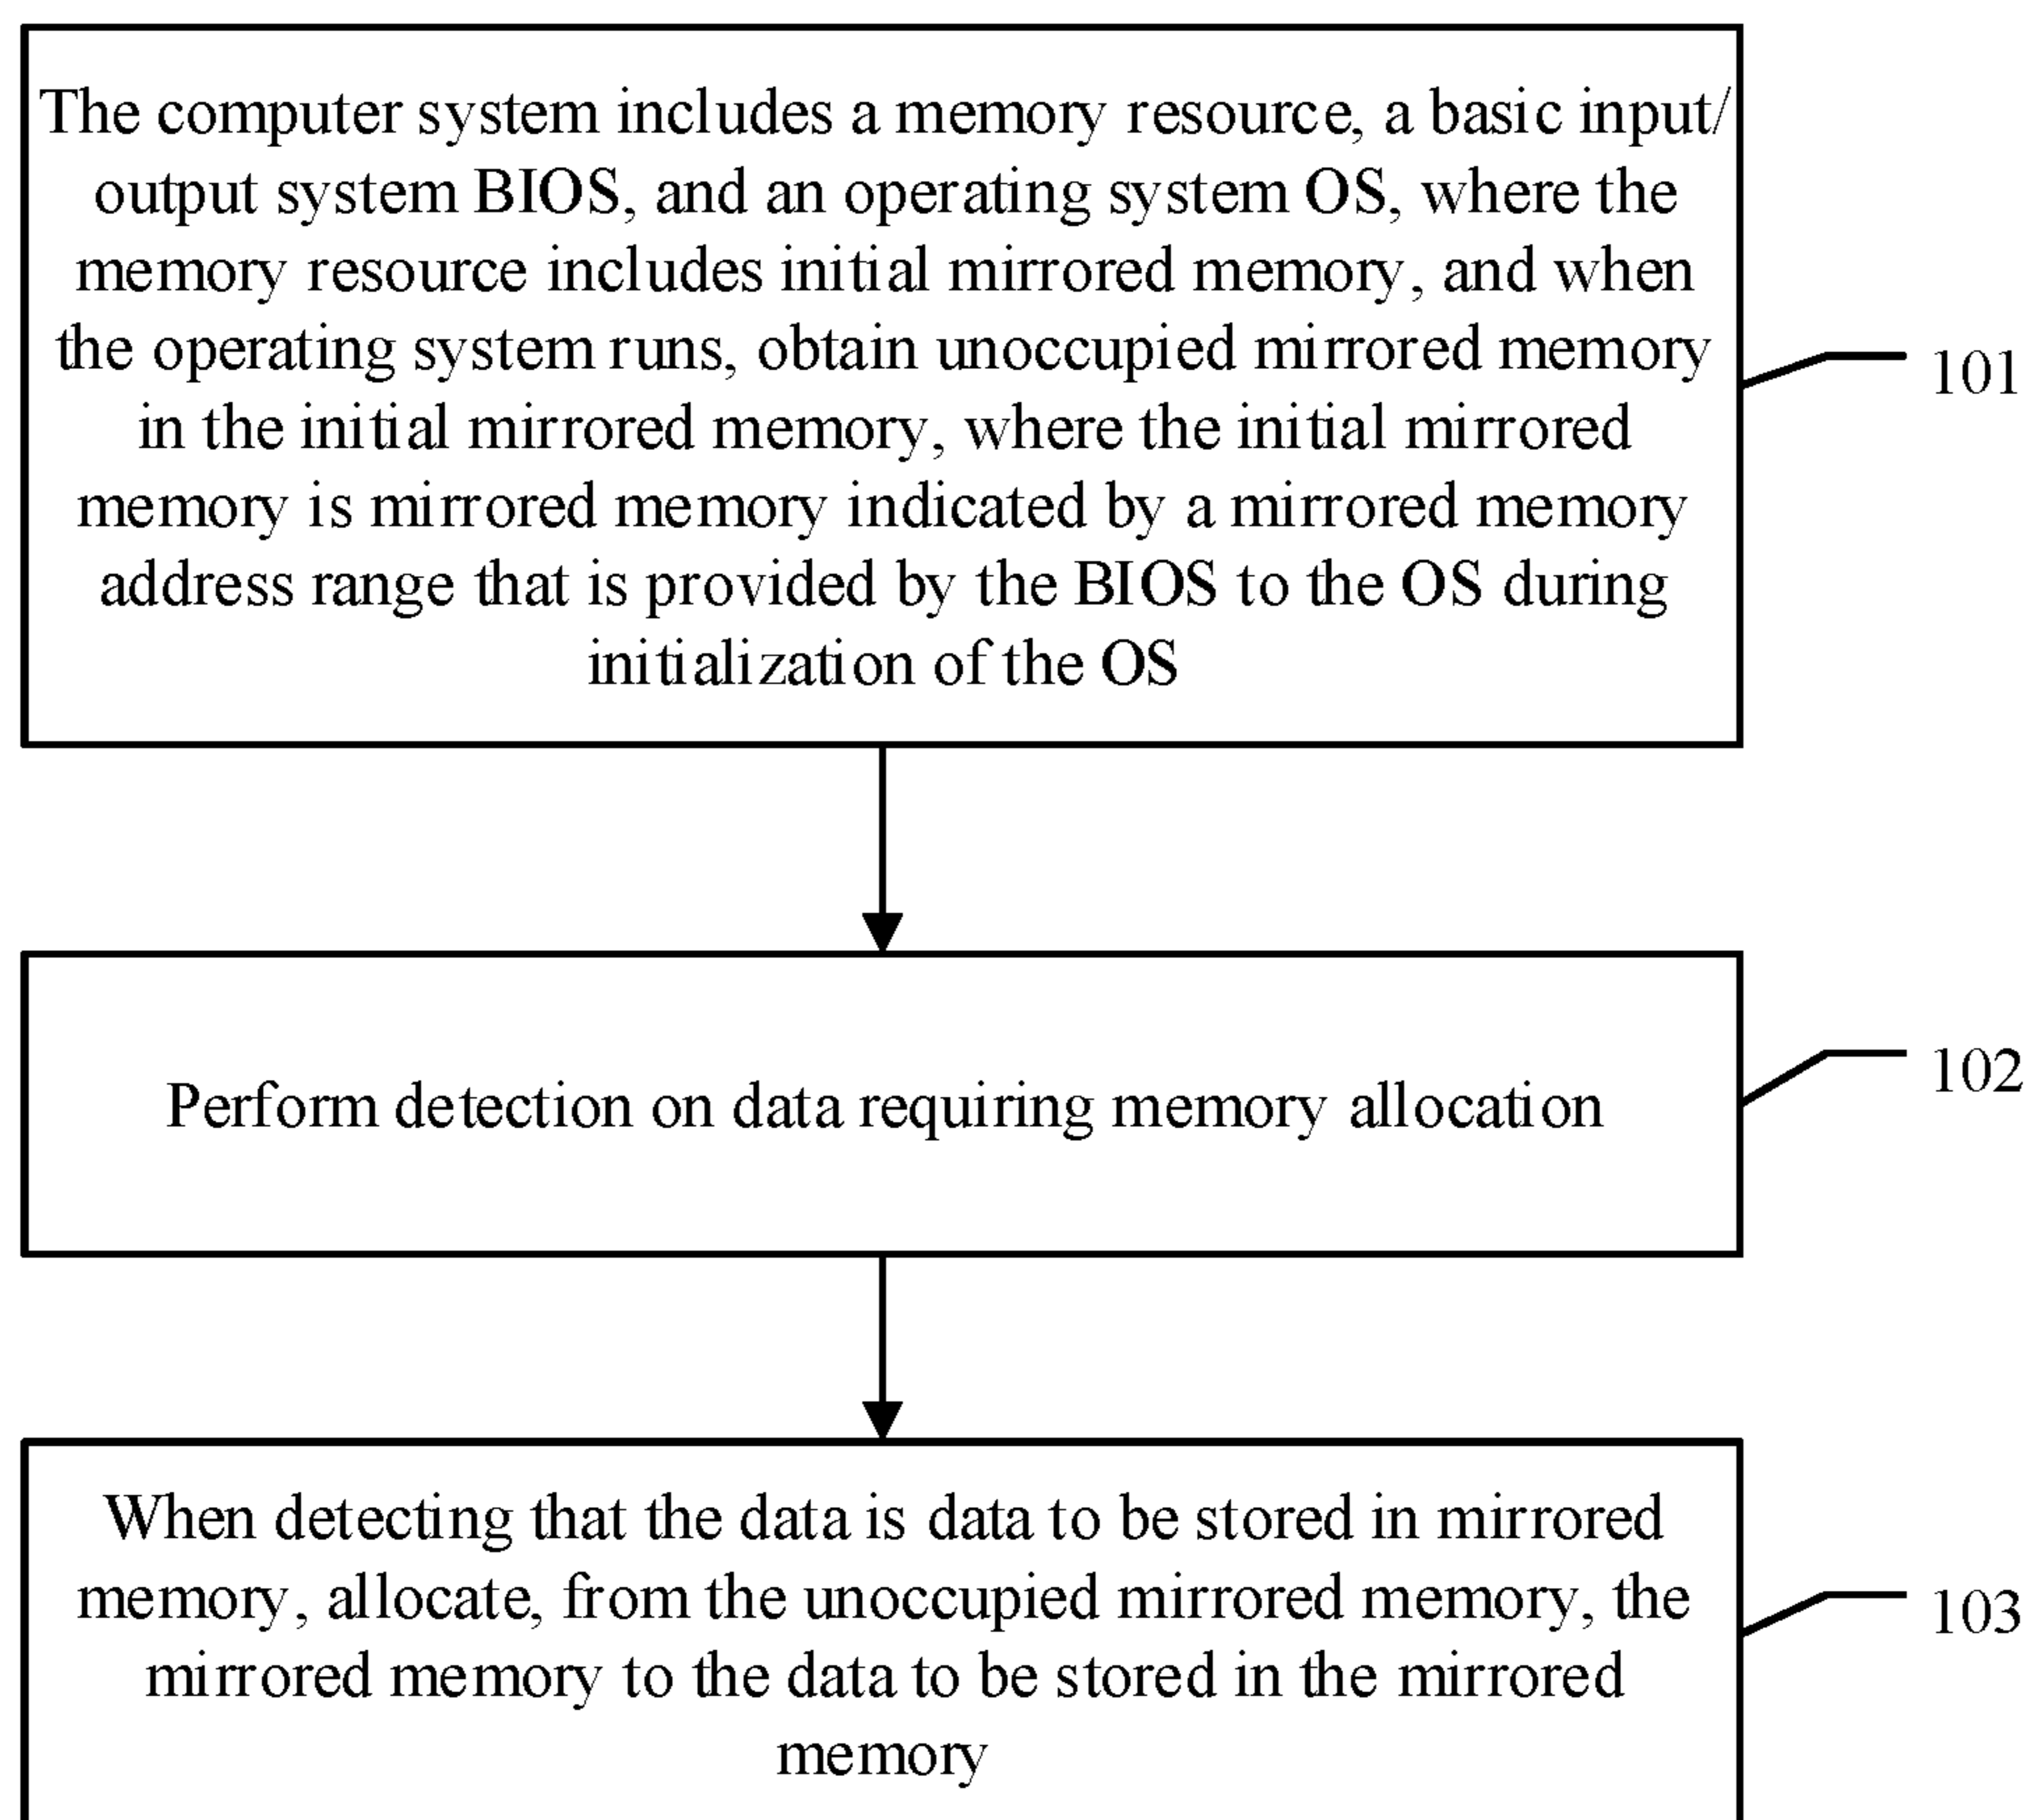 The computer system includes a memory resource, a basic input/
output system BIOS, and an operating system OS, where the
memory resource includes initial mirrored memory, and when
the operating system runs, obtain unoccupied mirrored memory
in the initial mirrored memory, where the initial mirrored
memory is mirrored memory indicated by a mirrored memory
address range that is provided by the BIOS to the OS during
initialization of the OS
101
Perform detection on data requiring memory allocation
102
When detecting that the data is data to be stored in mirrored
memory, allocate, from the unoccupied mirrored memory, the
mirrored memory to the data to be stored in the mirrored
memory
103